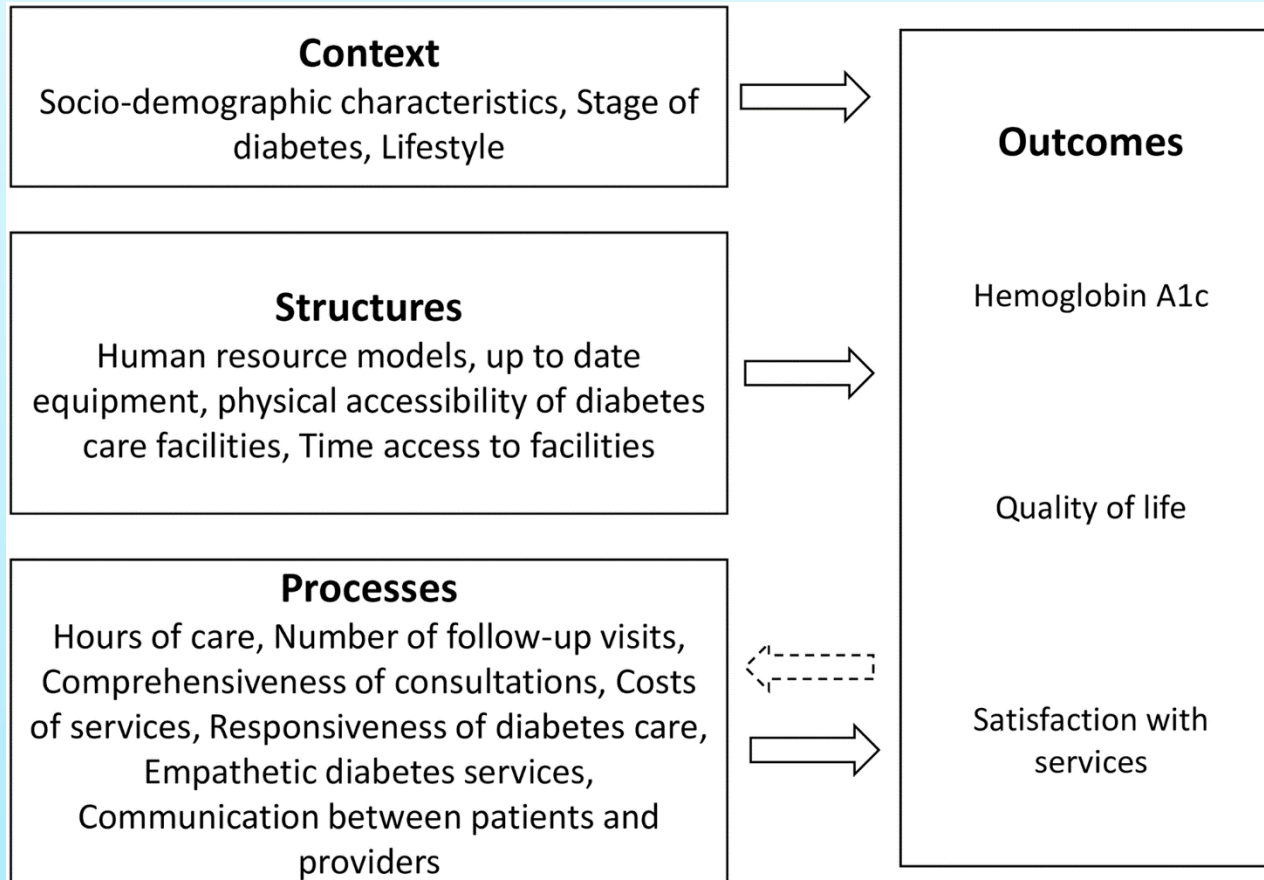 Context
Socio-demographic characteristics, Stage of
diabetes, Lifestyle
Structures
Human resource models, up to date
equipment, physical accessibility of diabetes
care facilities, Time access to facilities
Processes
Hours of care, Number of follow-up visits,
Comprehensiveness of consultations, Costs
of services, Responsiveness of diabetes care,
Empathetic diabetes services,
Communication between patients and
providers
Outcomes
Hemoglobin A1c
Quality of life
Satisfaction with
services